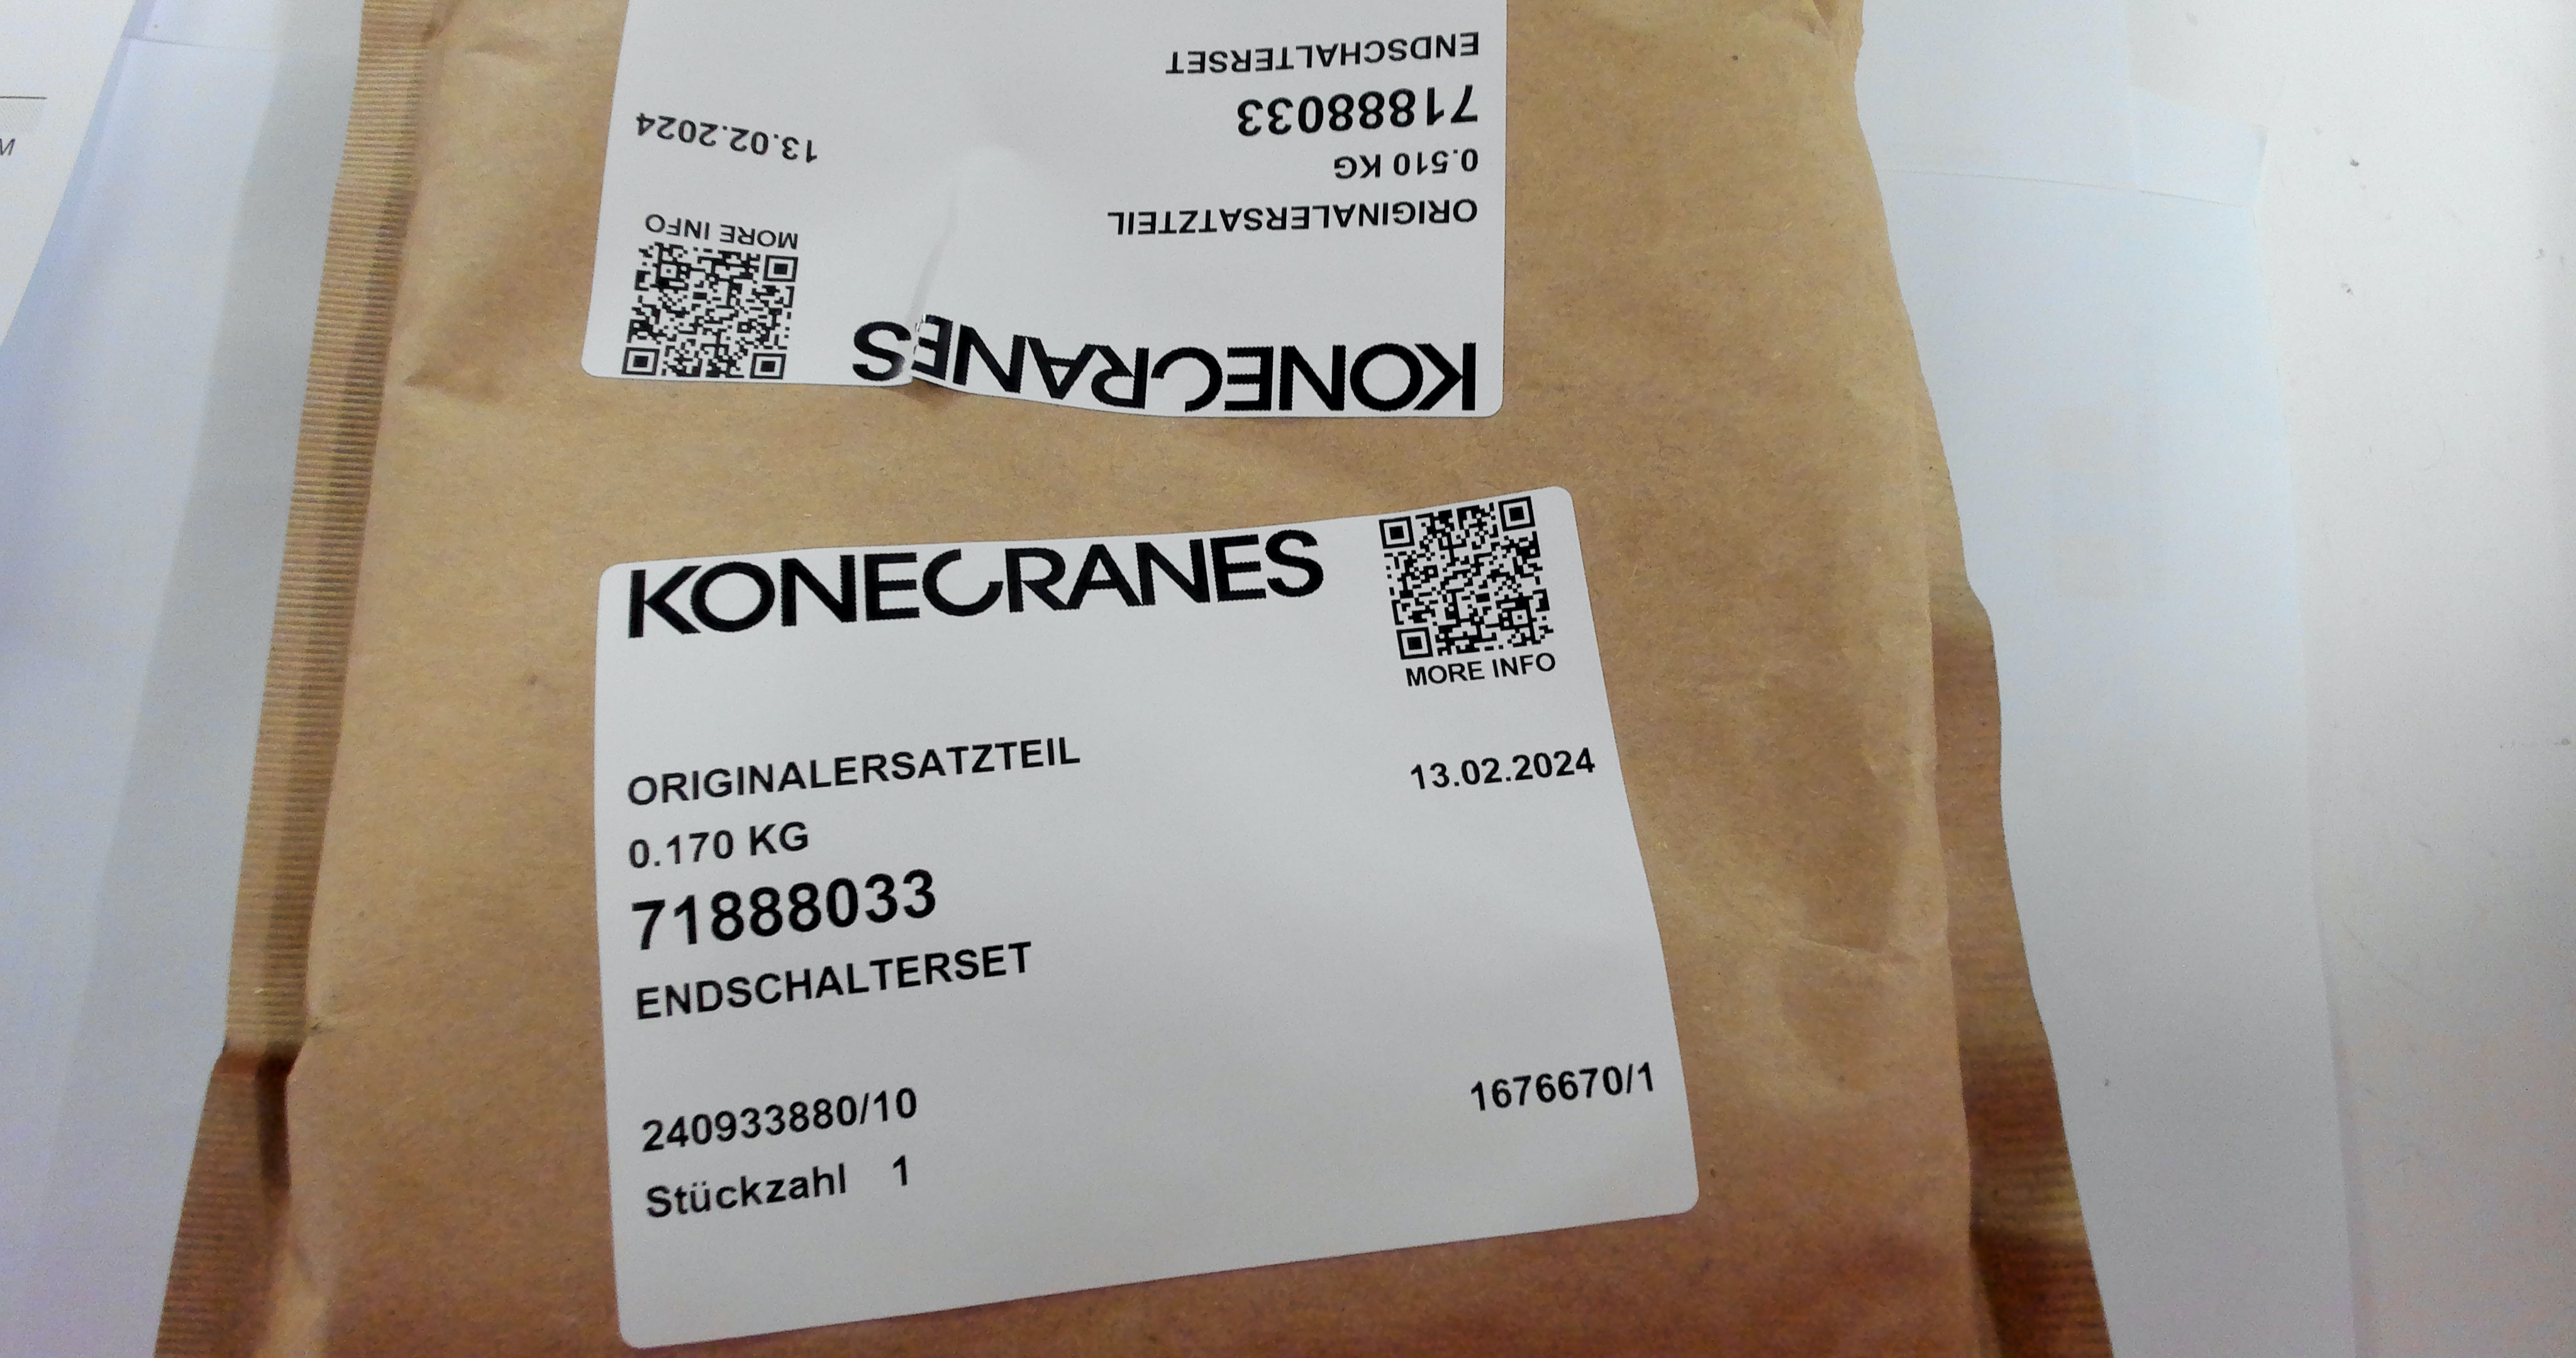 ENDSCHALTERSET
71888033
0.510 KG
13.02.2024
ORIGINALERSATZTEIL
MORE INFO
KONECRANES
KONECRANES
MORE INFO
ORIGINALERSATZTEIL
13.02.2024
0.170 KG
71888033
ENDSCHALTERSET
240933880/10
1676670/1
Stückzahl 1